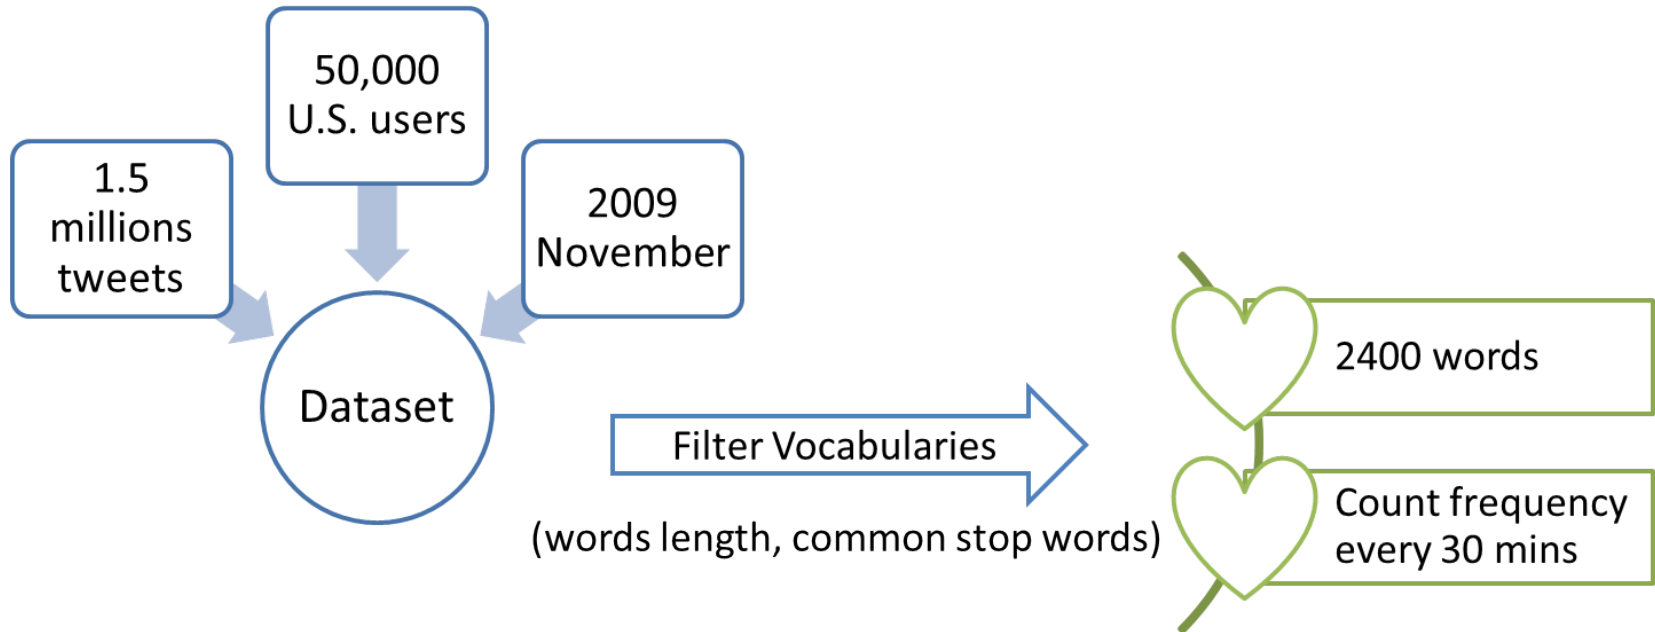 1.5
millions
tweets
50,000
U.S. users
2009
November
Dataset
Filter Vocabularies
(words length, common stop words)
2400 words
Count frequency
every 30 mins